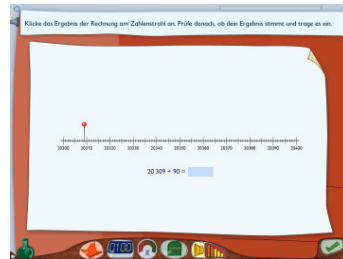 Klicke das Ergebnis der Rechnung am Zahlenstrahl an. Prüfe danach, ob dein Ergebnis stimmt und trage es ein.
20300 20310 20320 20330 20340 20350 20360 20370 20380 20390 20400
20 309 + 90 =
0100